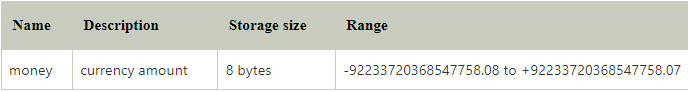 Name Description Storage size Range
money currency amount 8 bytes -92233720368547758.08 to +92233720368547758.07